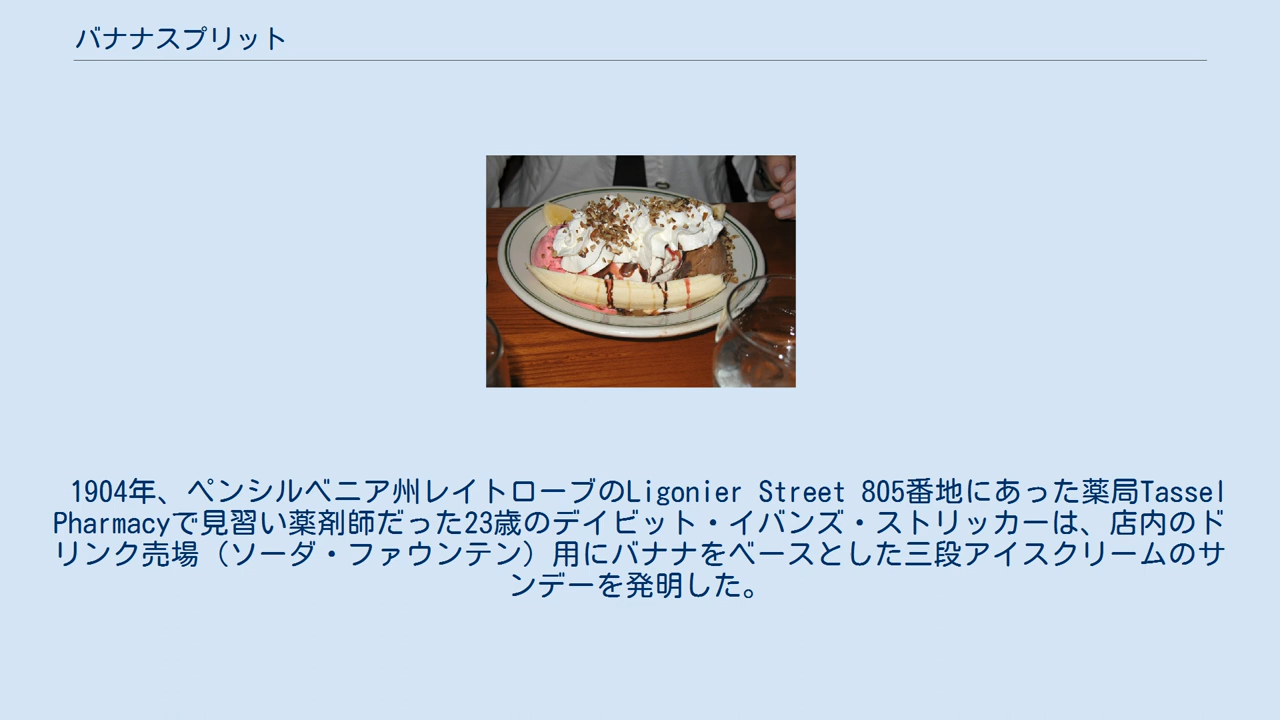 バナナスプリット
1904年、ペンシルベニア州レイトローブのLigonier Street 805番地にあった薬局Tassel
Pharmacyで見習い薬剤師だった23歳のデイビット・イバンズ・ストリッカーは、店内のド
リンク売場（ソーダ・ファウンテン）用にバナナをベースとした三段アイスクリームのサ
ンデーを発明した。